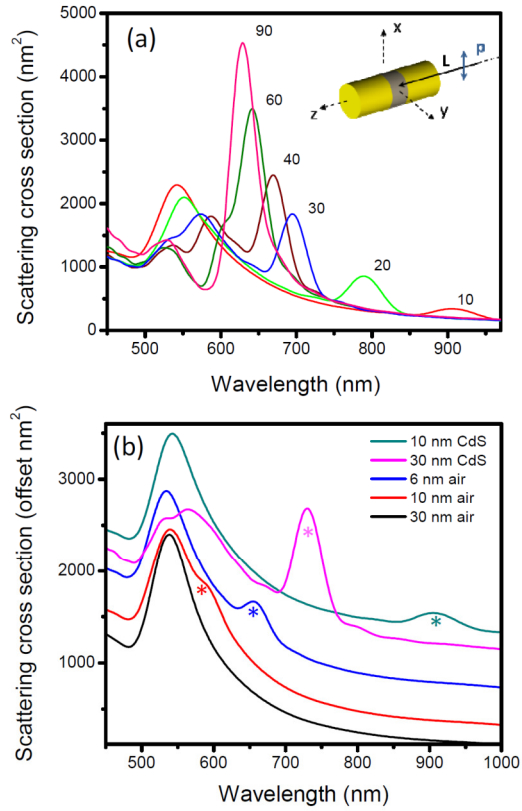 (a)
90
60
40
30
20
10
x
L
p
z
y
Scattering cross section (nm²)
5000
4000
3000
2000
1000
0
450 500 600 700 800 900
Wavelength (nm)
(b)
10 nm CdS
30 nm CdS
6 nm air
10 nm air
30 nm air
* * * *
Scattering cross section (offset nm²)
3000
2000
1000
500 600 700 800 900 1000
Wavelength (nm)